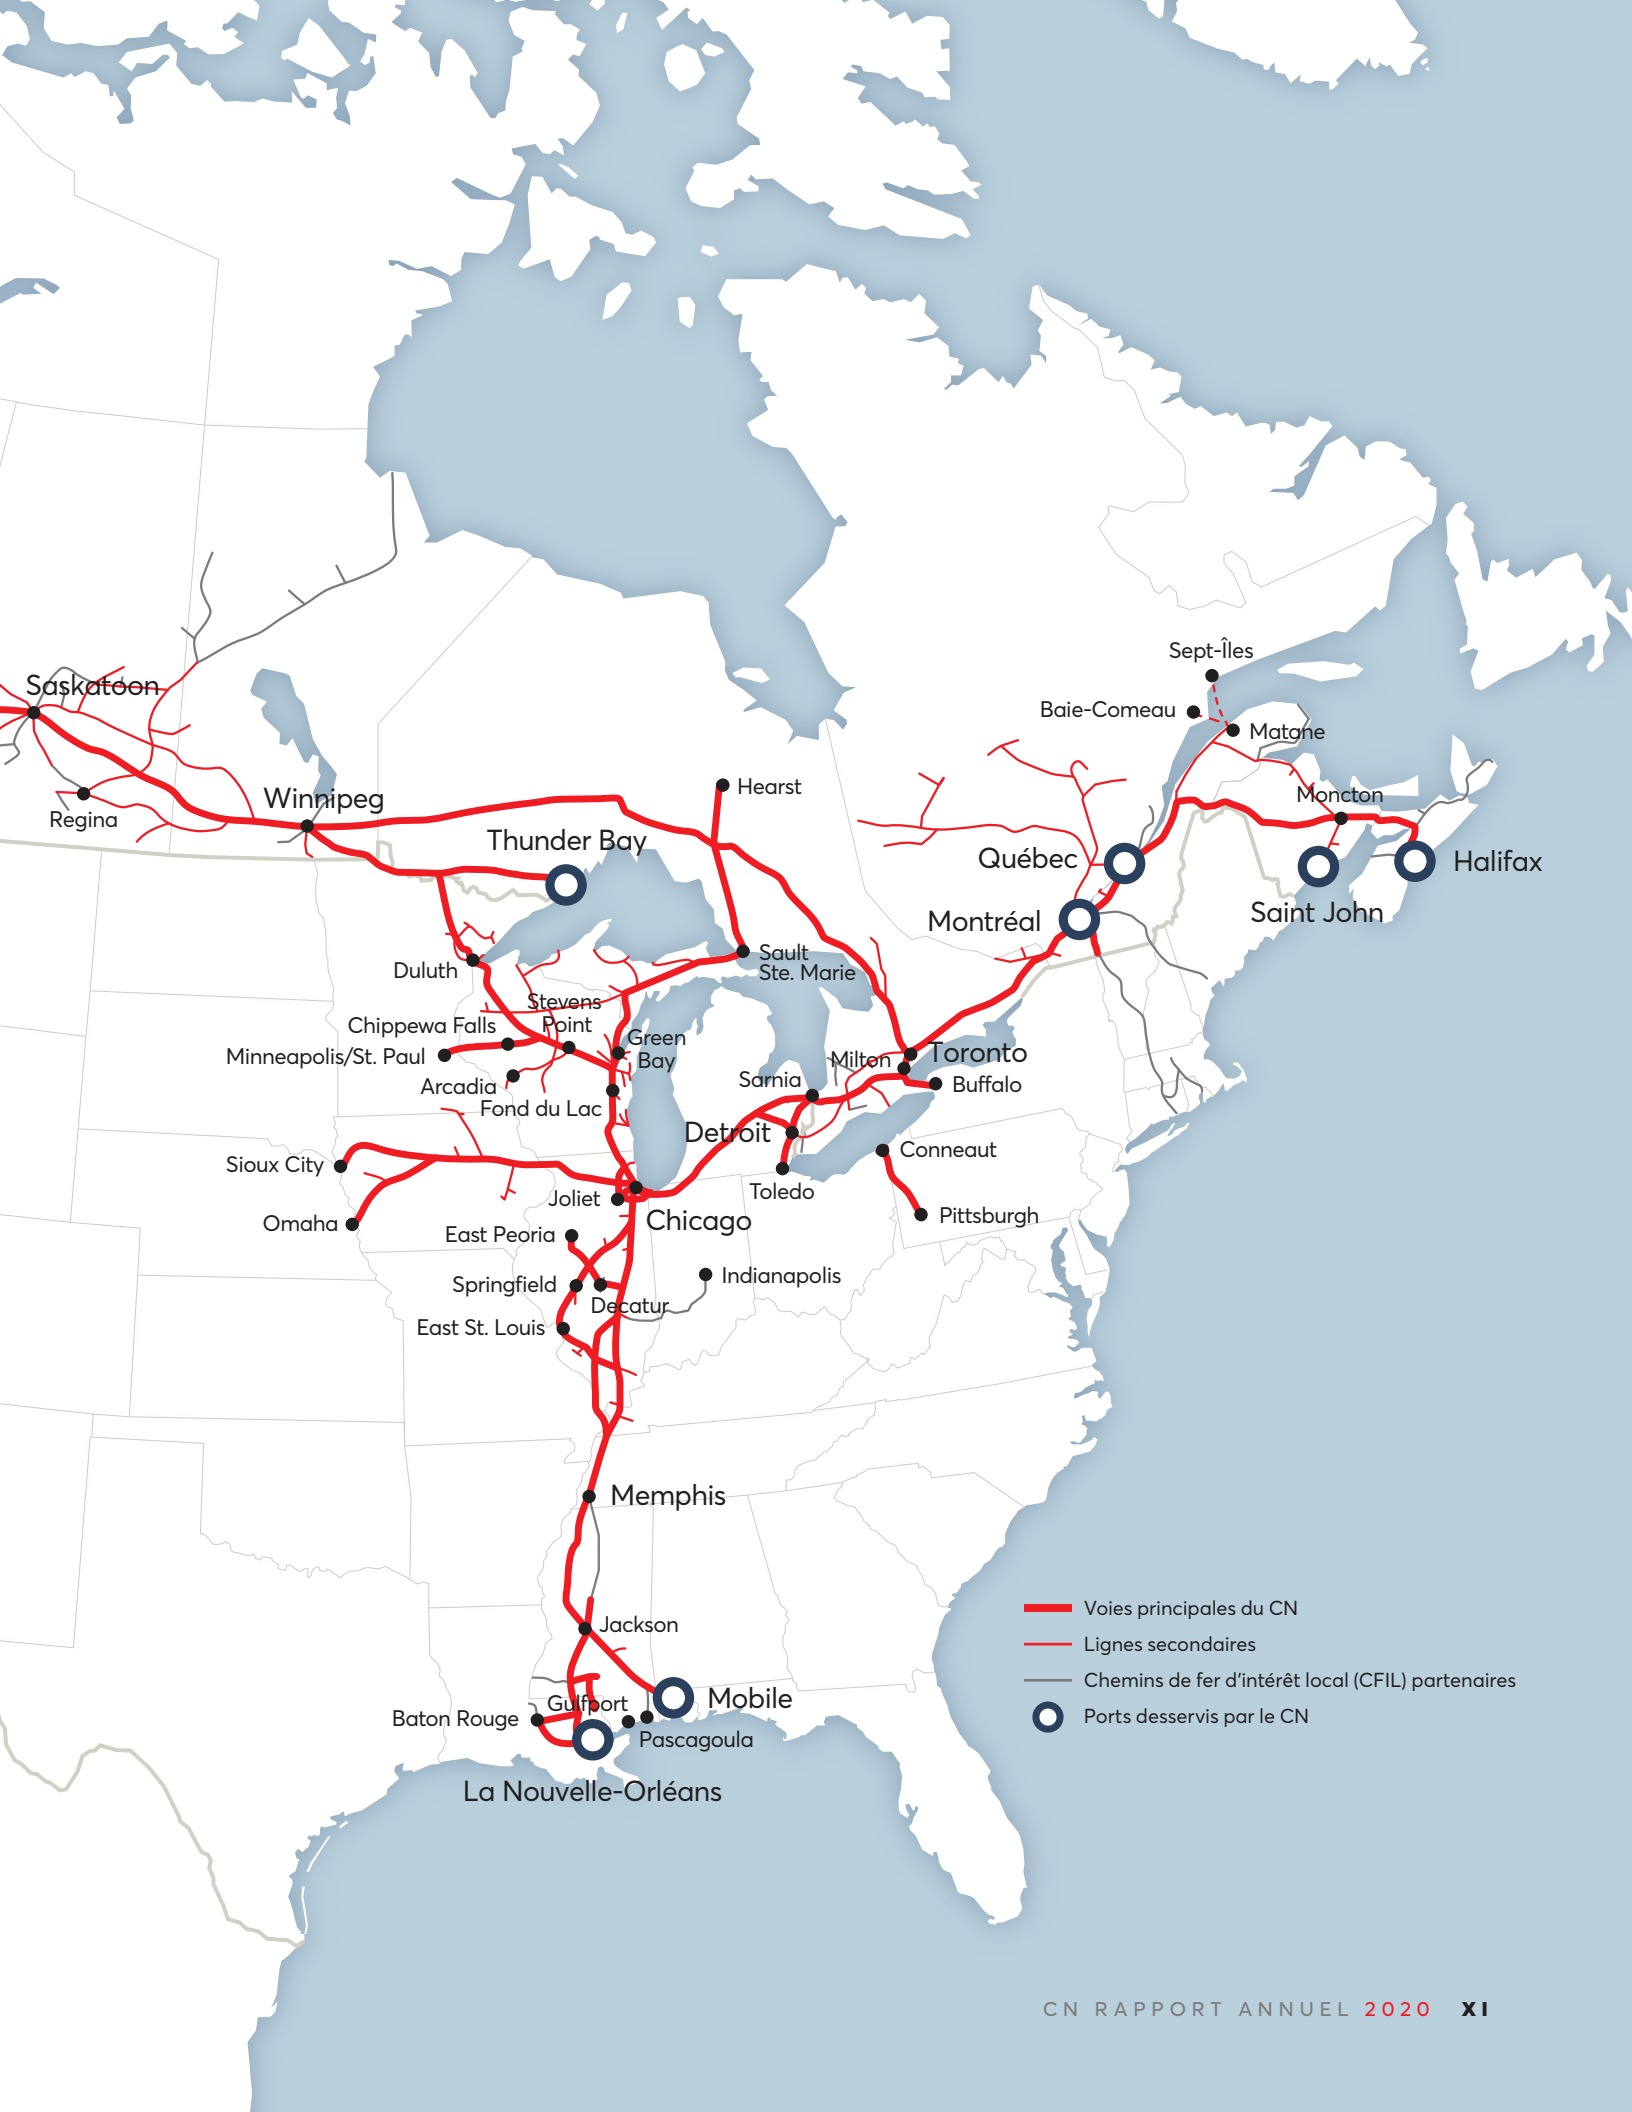 Sept-Îles
Baie-Comeau
Matane
Saskatoon
Hearst
Moncton
Winnipeg
Regina
Thunder Bay
Québec
Halifax
Saint John
Montréal
Sault
Ste. Marie
Duluth
Stevens
Point
Chippewa Falls
Green
Bay
Minneapolis/St. Paul
Milton
Toronto
Sarnia
Buffalo
Arcadia
Fond du Lac
Detroit
Conneaut
Sioux City
Toledo
Joliet
Omaha
Chicago
Pittsburgh
East Peoria
Indianapolis
Springfield
Decatur
East St. Louis
Memphis
Jackson
Mobile
Gulfport
Baton Rouge
Pascagoula
La Nouvelle-Orléans
Voies principales du CN
Lignes secondaires
Chemins de fer d'intérêt local (CFIL) partenaires
Ports desservis par le CN
CN RAPPORT ANNUEL 2020 XI